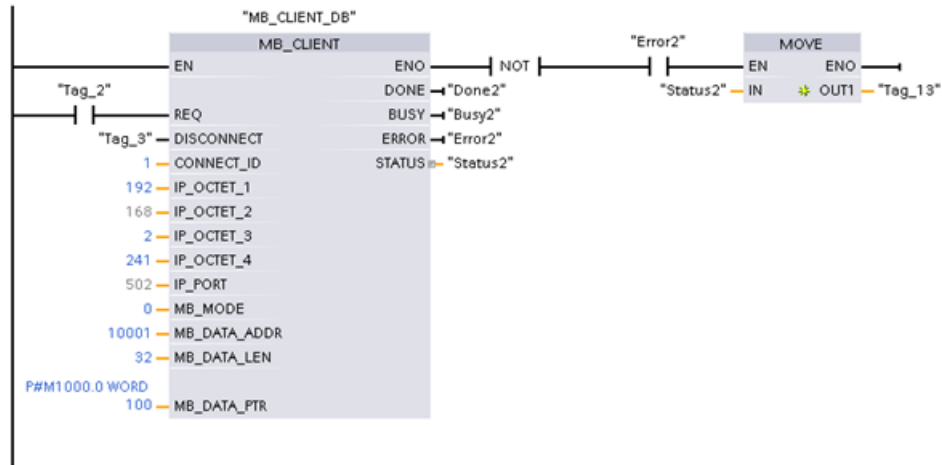 "MB_CLIENT_DB"
MB_CLIENT
"Error2"
MOVE
EN
ENO
NOT
EN
ENO
"Tag_2"
DONE
"Done2"
"Status2"
IN
OUT1
"Tag_13"
REQ
BUSY
"Busy2"
"Tag_3"
DISCONNECT
ERROR
"Error2"
1
CONNECT_ID
STATUS
"Status2"
192
IP_OCTET_1
168
IP_OCTET_2
2
IP_OCTET_3
241
IP_OCTET_4
502
IP_PORT
0
MB_MODE
10001
MB_DATA_ADDR
32
MB_DATA_LEN
P#M1000.0 WORD
100
MB_DATA_PTR